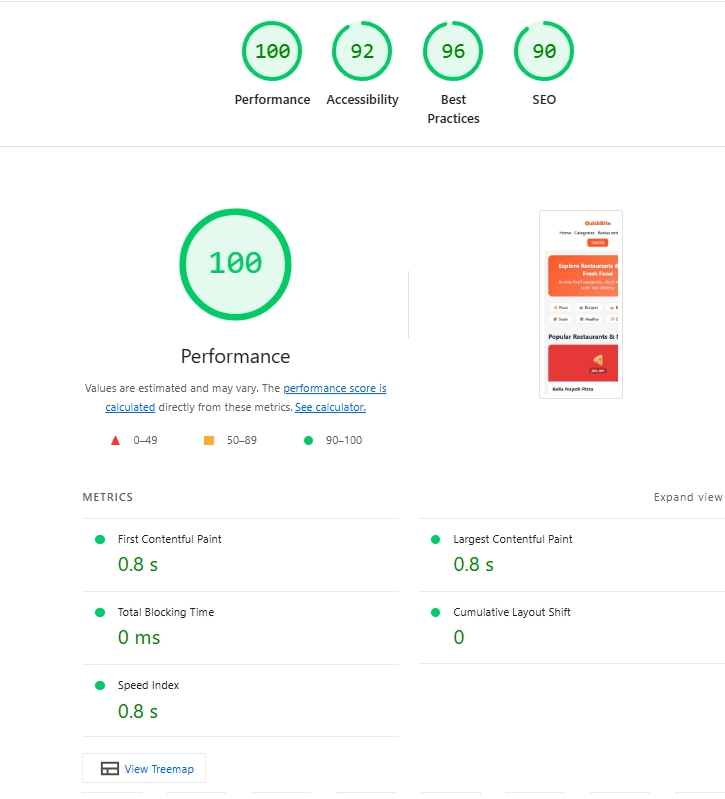 100
92
96
90
Performance
Accessibility
Best
Practices
SEO
100
Performance
Values are estimated and may vary. The performance score is
calculated directly from these metrics. See calculator.
0–49
50–89
90–100
QuickBite
Home Categories Restaurant
Explore Restaurants &
Fresh Food
Pizza
Burgers
Sushi
Healthy
Popular Restaurants &
Bella Napoli Pizza
METRICS
Expand view
First Contentful Paint
0.8 s
Largest Contentful Paint
0.8 s
Total Blocking Time
0 ms
Cumulative Layout Shift
0
Speed Index
0.8 s
View Treemap